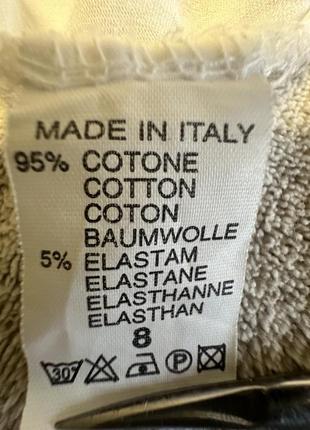 MADE IN ITALY
95% COTONE
COTTON
COTON
BAUMWOLLE
5% ELASTAM
ELASTANE
ELASTHANNE
ELASTHAN
8
30° P